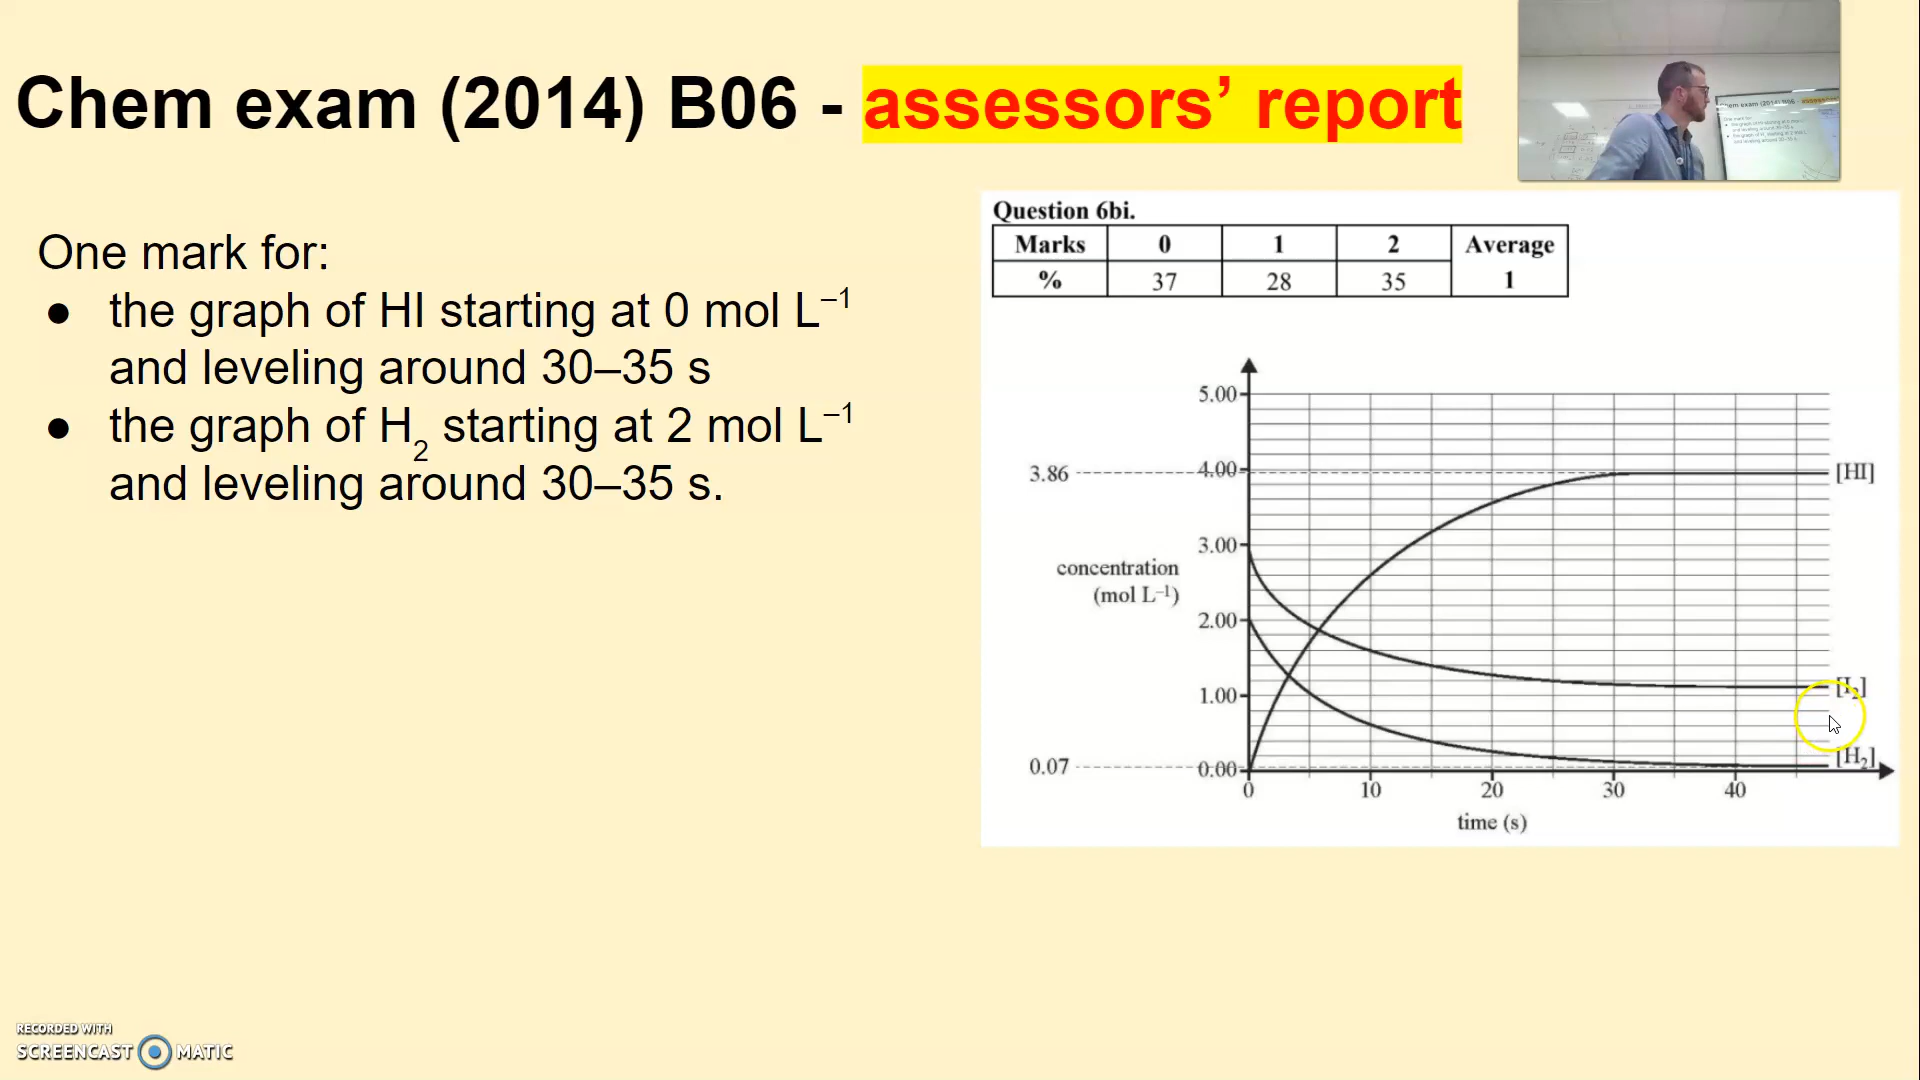 Chem exam (2014) B06 - assessors’ report
One mark for:
● the graph of HI starting at 0 mol L⁻¹
and leveling around 30–35 s
● the graph of H₂ starting at 2 mol L⁻¹
and leveling around 30–35 s.
Question 6bi.
Marks 0 1 2 Average
% 37 28 35 1
5.00
3.86 4.00 [HI]
3.00
concentration
(mol L⁻¹)
2.00
1.00 [I₂]
0.07 0.00 [H₂]
0 10 20 30 40
time (s)
RECORDED WITH
SCREENCAST MATIC